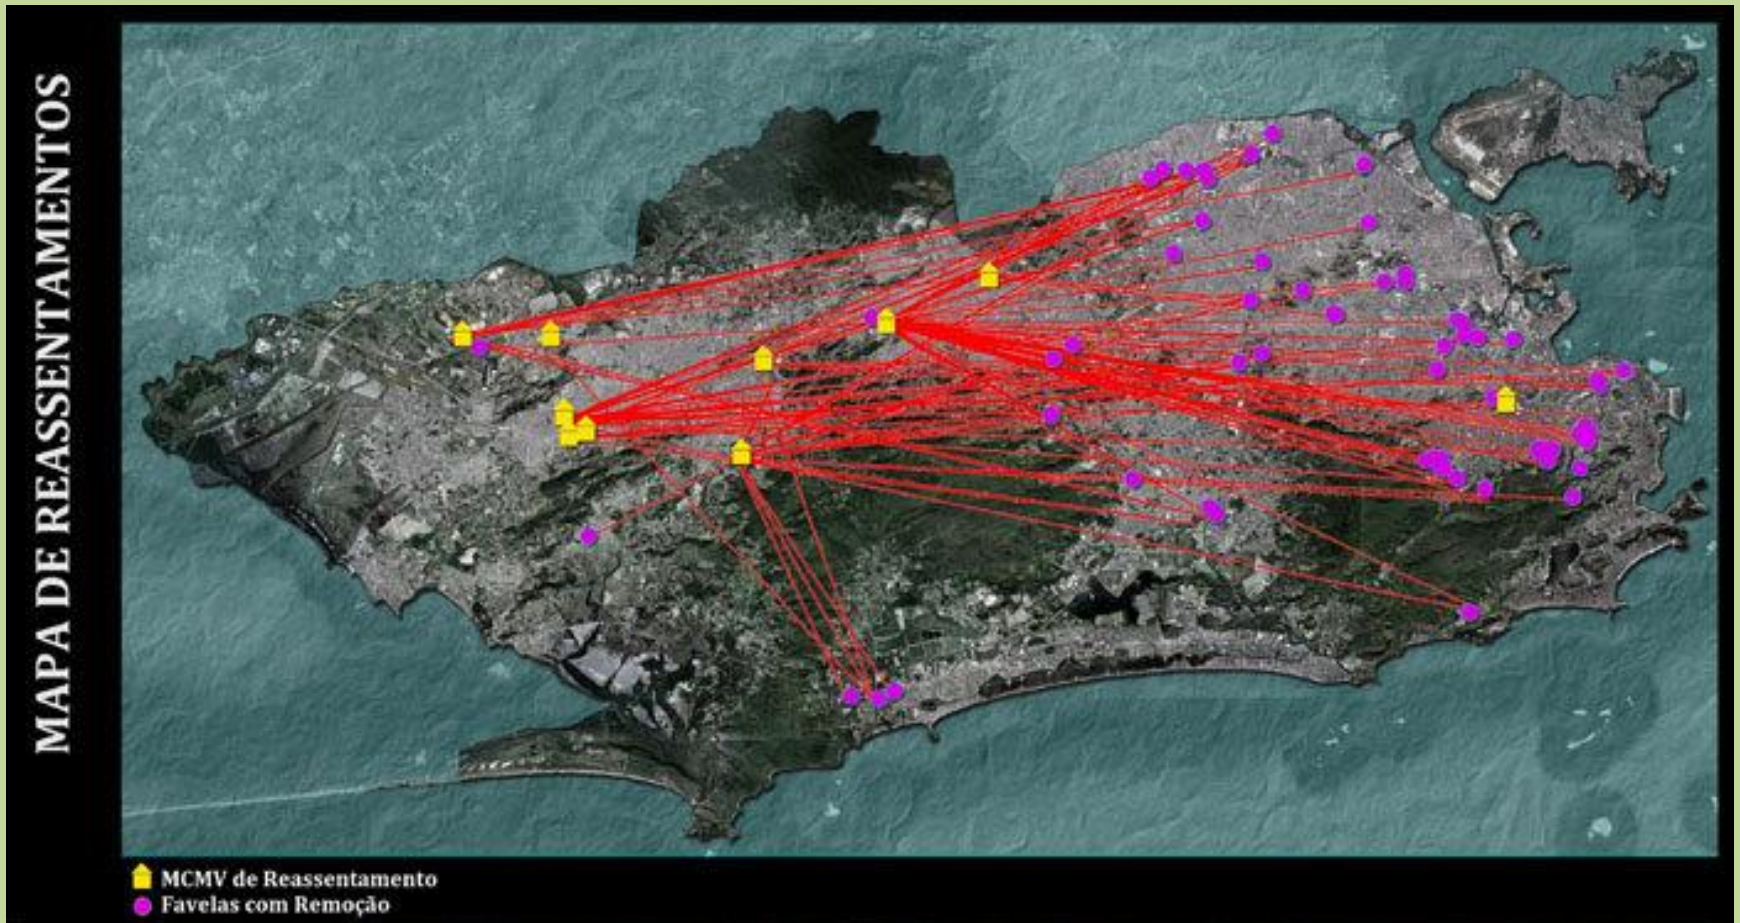 MAPA DE REASSENTAMENTOS
MCMV de Reassentamento
Favelas com Remoção